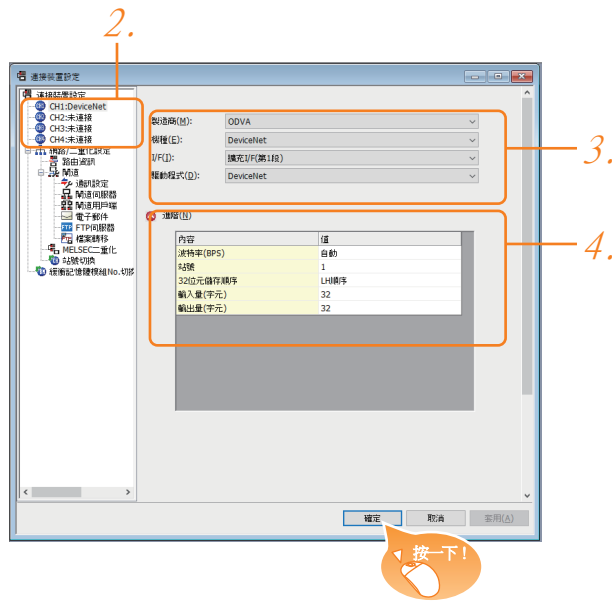 2.
連接裝置設定
連接裝置設定
CH1:DeviceNet
CH2:未連接
CH3:未連接
CH4:未連接
網路/二重化設定
路由資訊
閘道
通訊設定
閘道伺服器
閘道用戶端
電子郵件
FTP伺服器
檔案轉移
MELSEC二重化
站號切換
緩衝記憶體模組No.切換
製造商(M):
ODVA
機種(E):
DeviceNet
I/F(I):
擴充I/F(第1段)
驅動程式(D):
DeviceNet
3.
進階(N)
內容
值
波特率(BPS)
自動
站號
1
32位元儲存順序
LH順序
輸入量(字元)
32
輸出量(字元)
32
4.
確定
取消
套用(A)
按一下!